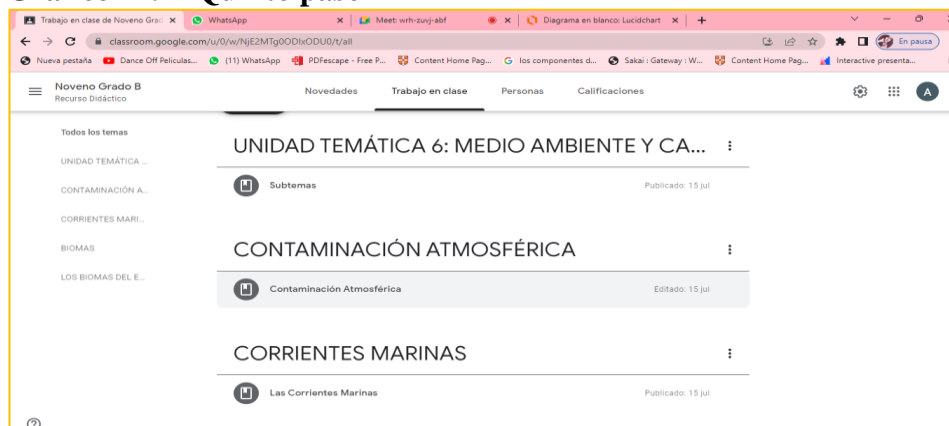 Trabajo en clase de Noveno Grad
WhatsApp
Meet: wrh-zuvj-abf
Diagrama en blanco: Lucidchart
classroom.google.com/u/0/w/NjE2MTg0ODIxODU0/t/all
En pausa
Nueva pestaña
Dance Off Peliculas...
(11) WhatsApp
PDFescape - Free P...
Content Home Pag...
los componentes d...
Sakai : Gateway : W...
Content Home Pag...
Interactive presenta...
Noveno Grado B
Recurso Didáctico
Novedades
Trabajo en clase
Personas
Calificaciones
A
Todos los temas
UNIDAD TEMÁTICA ...
CONTAMINACIÓN A...
CORRIENTES MARI...
BIOMAS
LOS BIOMAS DEL E...
UNIDAD TEMÁTICA 6: MEDIO AMBIENTE Y CA...
Subtemas
Publicado: 15 jul
CONTAMINACIÓN ATMOSFÉRICA
Contaminación Atmosférica
Editado: 15 jul
CORRIENTES MARINAS
Las Corrientes Marinas
Publicado: 15 jul